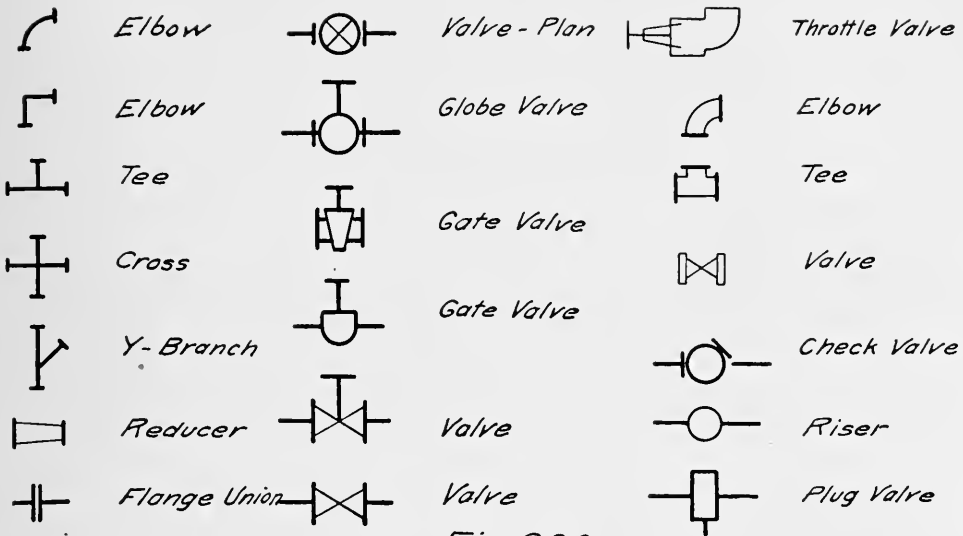 Elbow
Elbow
Tee
Cross
Y-Branch
Reducer
Flange Union
Valve - Plan
Globe Valve
Gate Valve
Gate Valve
Valve
Valve
Throttle Valve
Elbow
Tee
Valve
Check Valve
Riser
Plug Valve